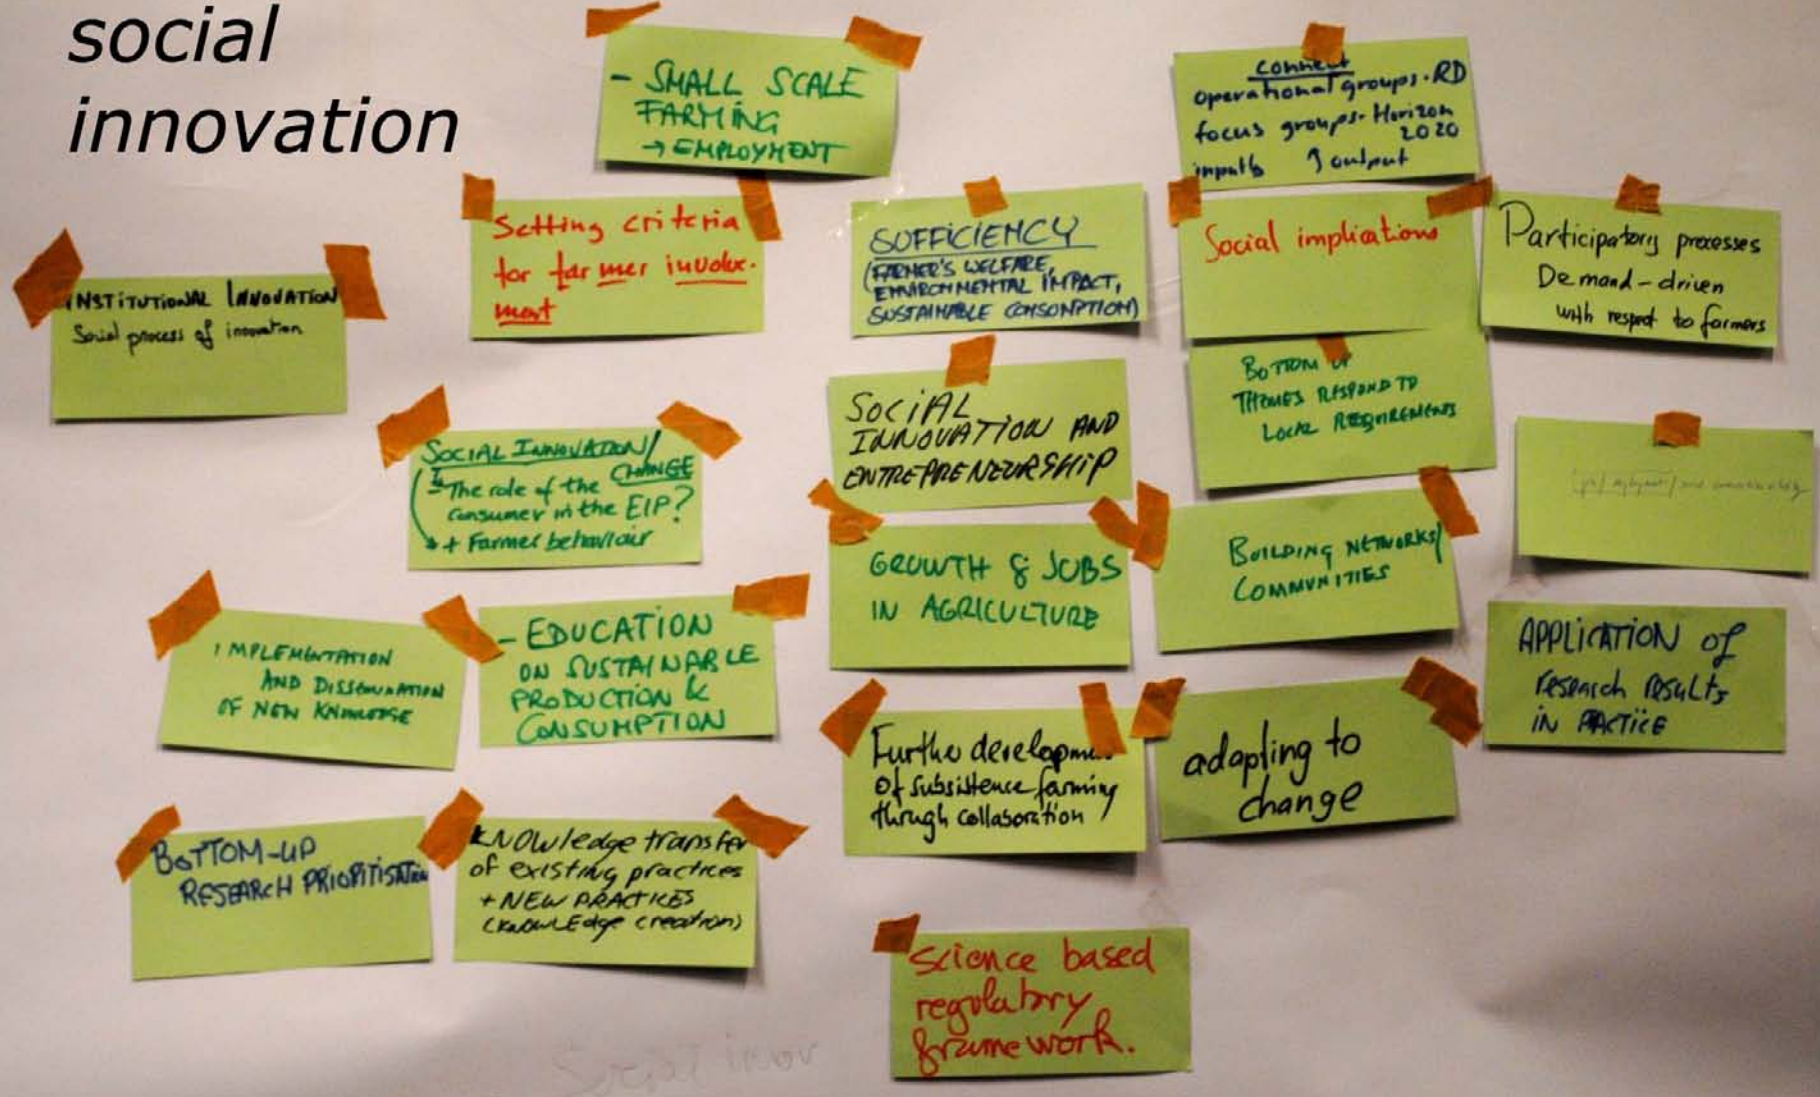 social
innovation
- SMALL SCALE
FARMING
→ EMPLOYMENT
connect
operational groups. RD
focus groups - Horizon
2020
↑ output
Setting criteria
for farmer involve-
ment
SUFFICIENCY
(FARMER'S WELFARE,
ENVIRONMENTAL IMPACT,
SUSTAINABLE CONSOMPTION)
Social implications
Participatory processes
Demand-driven
with respect to farmers
INSTITUTIONAL INNOVATION
Social process of innovation
SOCIAL INNOVATION/
CHANGE
The role of the
consumer in the EIP?
+ Farmer behaviour
SOCIAL
INNOVATION AND
ENTREPRENEURSHIP
BOTTOM UP
THEMES RESPOND TO
LOCAL REQUIREMENTS
GROWTH & JOBS
IN AGRICULTURE
BUILDING NETWORKS/
COMMUNITIES
IMPLEMENTATION
AND DISSEMINATION
OF NEW KNOWLEDGE
- EDUCATION
ON SUSTAINABLE
PRODUCTION &
CONSUMPTION
APPLICATION of
research results
IN PRACTICE
Further developm
Of subsistence farming
through collaboration
adapting to
change
BOTTOM-UP
RESEARCH PRIORITISATION
KNOWledge transfer
of existing practices
+ NEW PRACTICES
(KNOWLEdge creation)
Science based
regulatory
framework.
Social inov